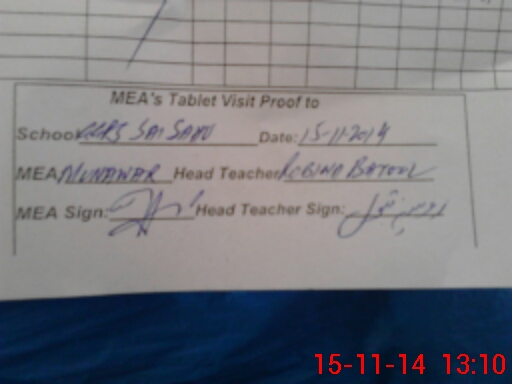 MEA's Tablet Visit Proof to
School: GGPS SAI SAHU Date: 15-11-2014
MEA MUNAWAR Head Teacher ROBINA BATOOL
MEA Sign: Head Teacher Sign:
15-11-14 13:10